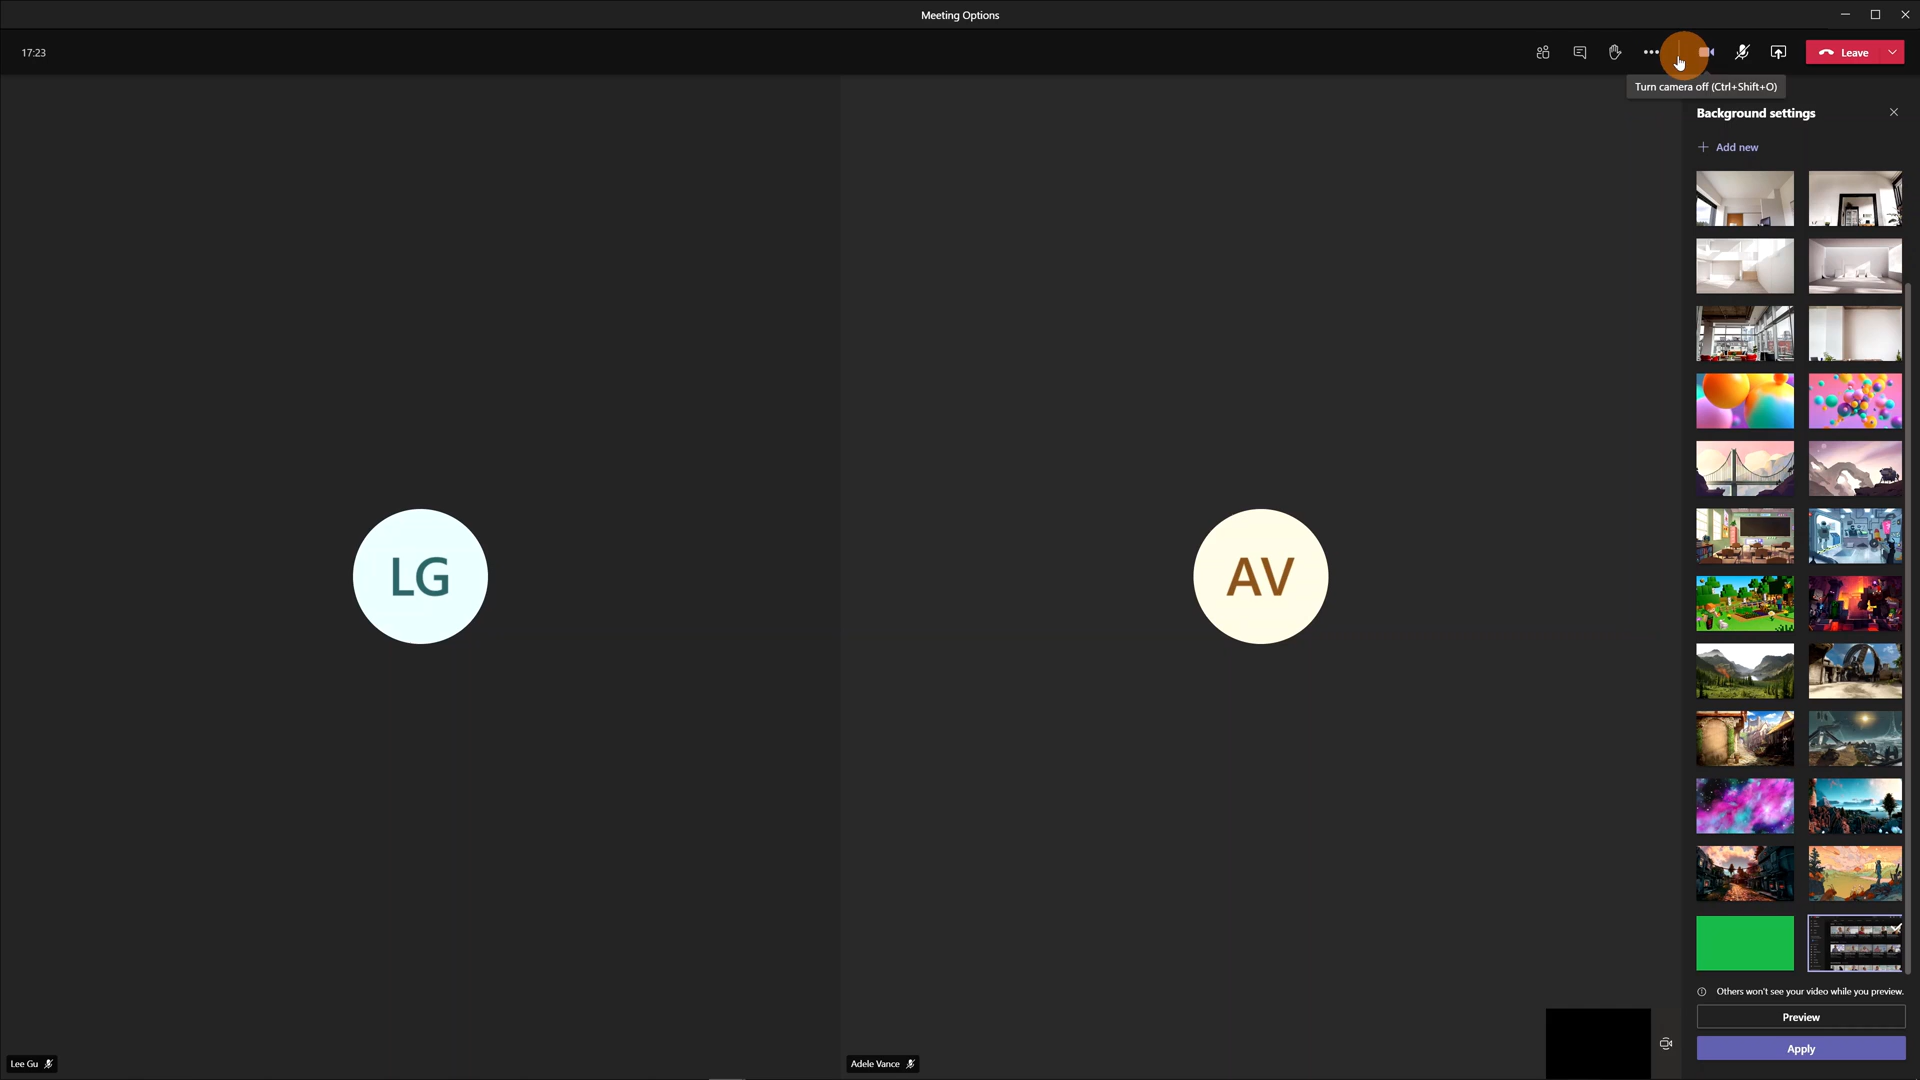 Meeting Options
17:23
Leave
Turn camera off (Ctrl+Shift+O)
Background settings
Add new
LG
AV
Others won't see your video while you preview.
Preview
Apply
Lee Gu
Adele Vance